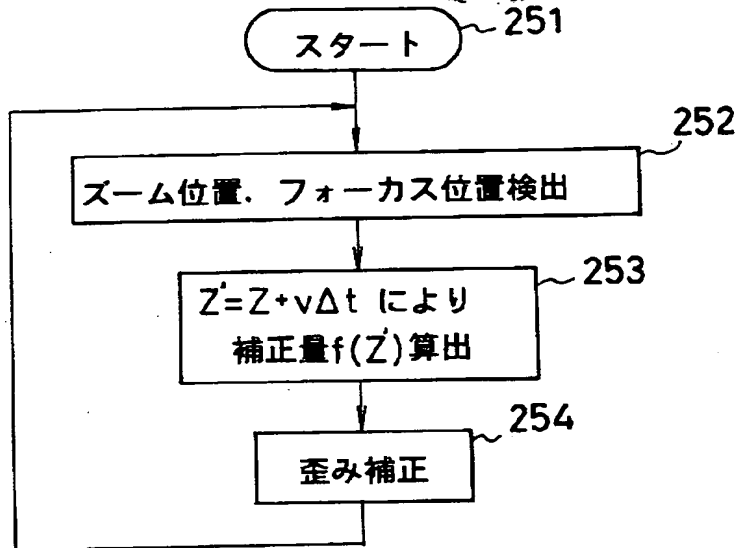 スタート
251
252
ズーム位置．フォーカス位置検出
253
Z'=Z+vΔt により
補正量f(Z')算出
254
歪み補正